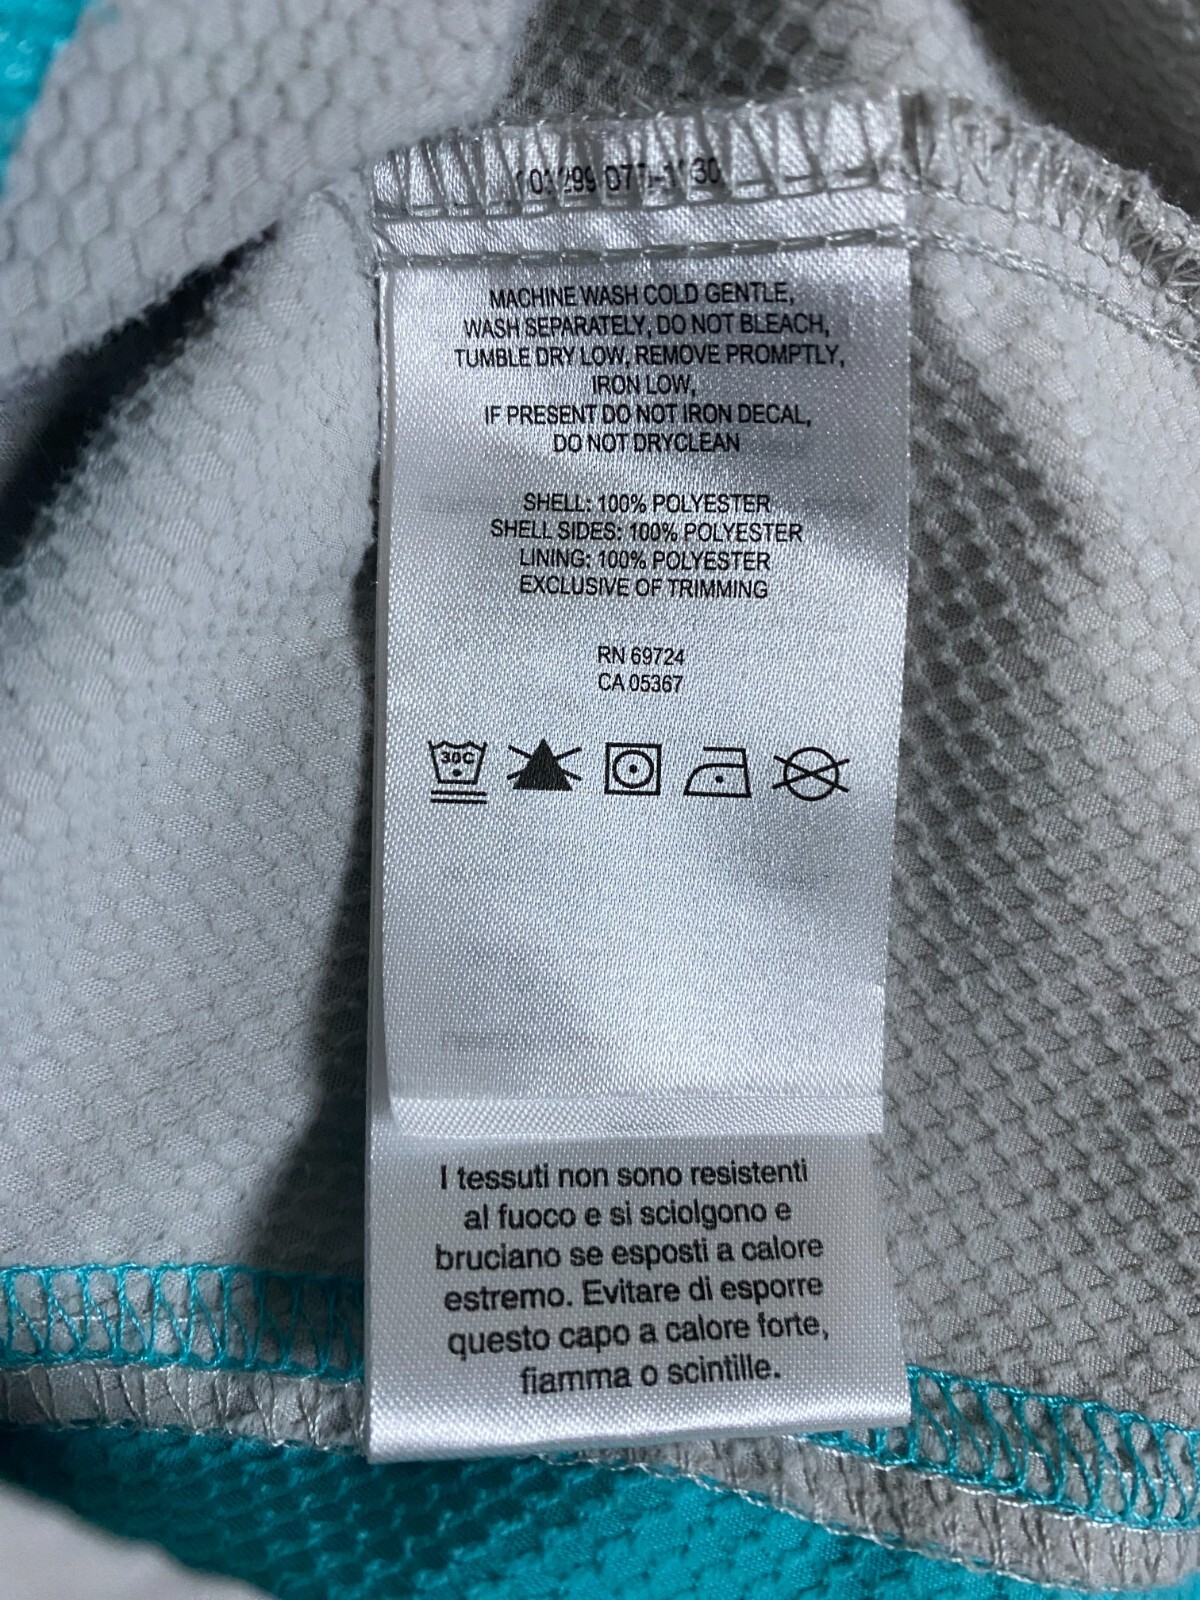 MACHINE WASH COLD GENTLE,
WASH SEPARATELY, DO NOT BLEACH,
TUMBLE DRY LOW, REMOVE PROMPTLY,
IRON LOW,
IF PRESENT DO NOT IRON DECAL,
DO NOT DRYCLEAN
SHELL: 100% POLYESTER
SHELL SIDES: 100% POLYESTER
LINING: 100% POLYESTER
EXCLUSIVE OF TRIMMING
RN 69724
CA 05367
30C
I tessuti non sono resistenti
al fuoco e si sciolgono e
bruciano se esposti a calore
estremo. Evitare di esporre
questo capo a calore forte,
fiamma o scintille.